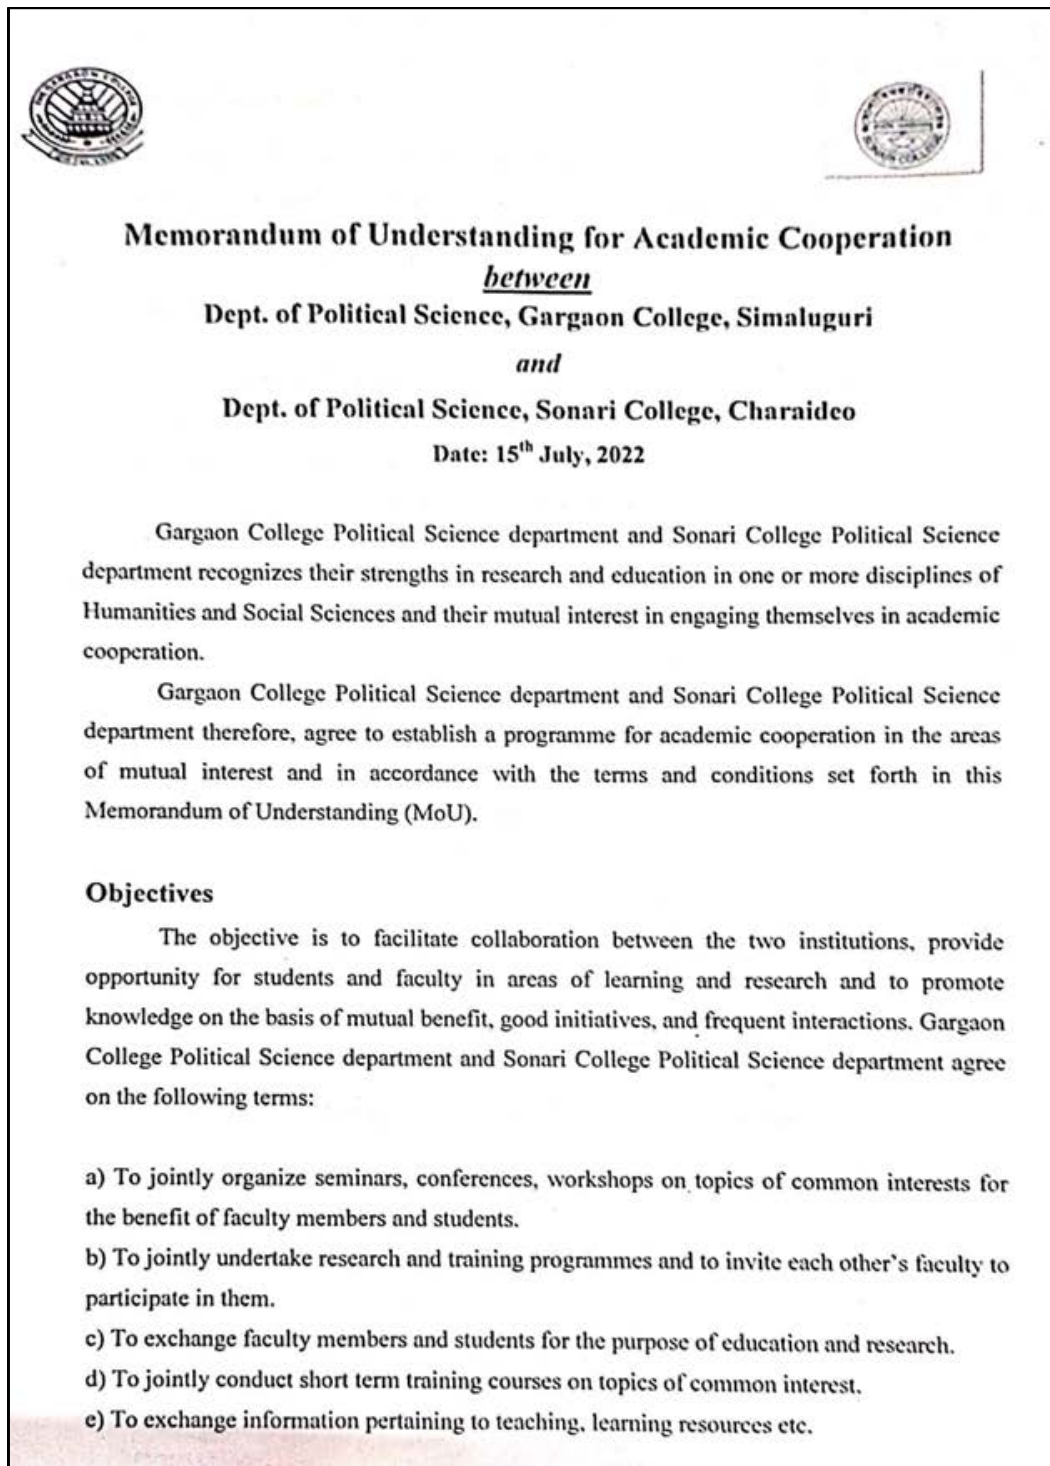 SONARI COLLEGE
Memorandum of Understanding for Academic Cooperation
between
Dept. of Political Science, Gargaon College, Simaluguri
and
Dept. of Political Science, Sonari College, Charaideo
Date: 15th July, 2022
Gargaon College Political Science department and Sonari College Political Science
department recognizes their strengths in research and education in one or more disciplines of
Humanities and Social Sciences and their mutual interest in engaging themselves in academic
cooperation.
Gargaon College Political Science department and Sonari College Political Science
department therefore, agree to establish a programme for academic cooperation in the areas
of mutual interest and in accordance with the terms and conditions set forth in this
Memorandum of Understanding (MoU).
Objectives
The objective is to facilitate collaboration between the two institutions, provide
opportunity for students and faculty in areas of learning and research and to promote
knowledge on the basis of mutual benefit, good initiatives, and frequent interactions. Gargaon
College Political Science department and Sonari College Political Science department agree
on the following terms:
a) To jointly organize seminars, conferences, workshops on topics of common interests for
the benefit of faculty members and students.
b) To jointly undertake research and training programmes and to invite each other's faculty to
participate in them.
c) To exchange faculty members and students for the purpose of education and research.
d) To jointly conduct short term training courses on topics of common interest.
e) To exchange information pertaining to teaching, learning resources etc.